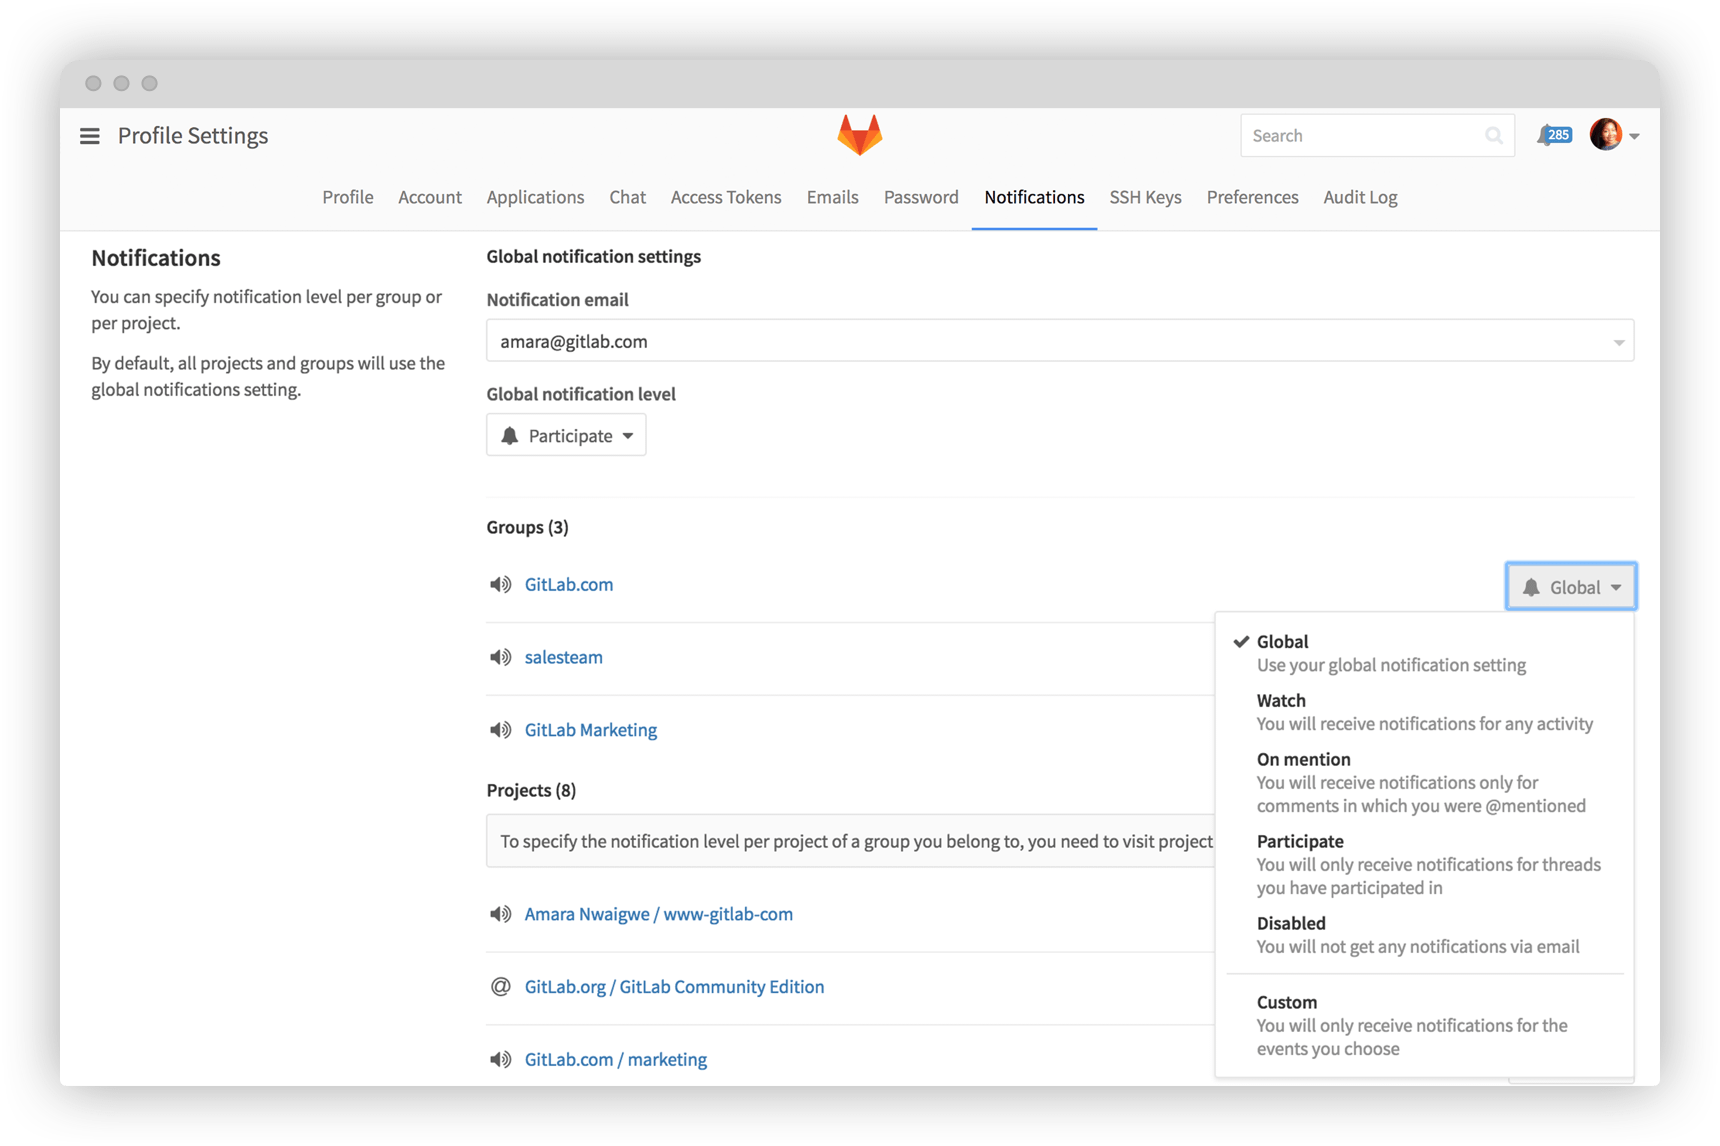 Profile Settings
Search
285
Profile Account Applications Chat Access Tokens Emails Password Notifications SSH Keys Preferences Audit Log
Notifications
You can specify notification level per group or
per project.
By default, all projects and groups will use the
global notifications setting.
Global notification settings
Notification email
amara@gitlab.com
Global notification level
Participate
Groups (3)
GitLab.com
Global
salesteam
GitLab Marketing
Projects (8)
To specify the notification level per project of a group you belong to, you need to visit project
Amara Nwaigwe / www-gitlab-com
@ GitLab.org / GitLab Community Edition
GitLab.com / marketing
Global
Use your global notification setting
Watch
You will receive notifications for any activity
On mention
You will receive notifications only for
comments in which you were @mentioned
Participate
You will only receive notifications for threads
you have participated in
Disabled
You will not get any notifications via email
Custom
You will only receive notifications for the
events you choose